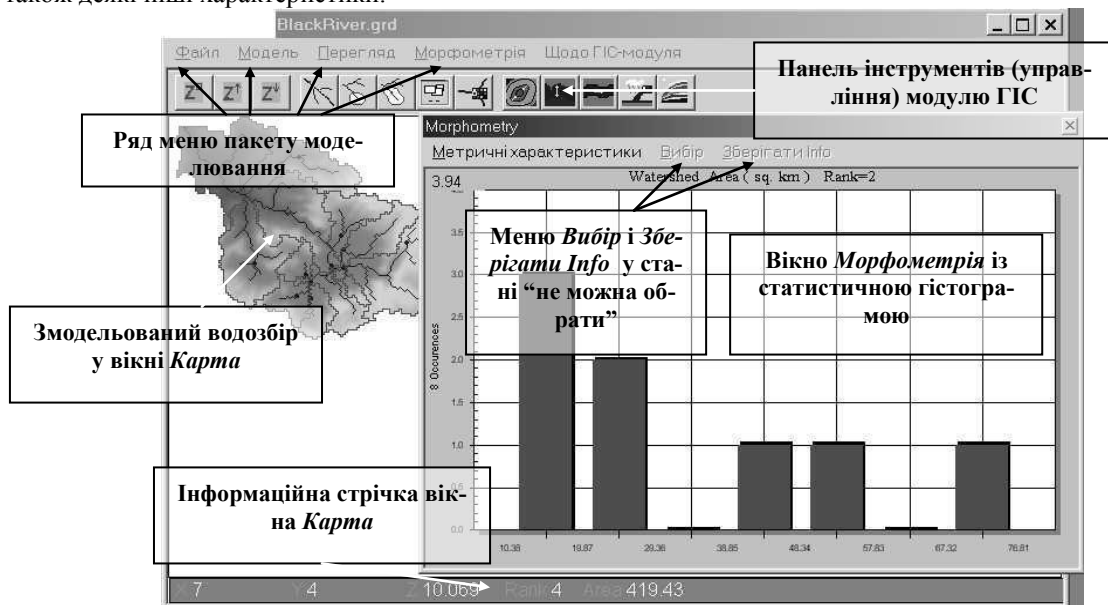 також деякі інші характеристики.
BlackRiver.grd
Файл Модель Перегляд Морфометрія Щодо ГІС-модуля
Панель інструментів (управ-
ління) модулю ГІС
Ряд меню пакету моде-
лювання
Morphometry
Метричні характеристики Вибір Зберігати Info
3.94 Watershed Area ( sq. km ) Rank=2
Меню Вибір і Збе-
рігати Info у ста-
ні “не можна об-
рати”
Вікно Морфометрія із
статистичною гістогра-
мою
Змодельований водозбір
у вікні Карта
8 Occurences
3.5
3.0
2.5
2.0
1.5
1.0
0.5
0.0
10.38 19.87 29.36 38.85 48.34 57.83 67.32 76.81
Інформаційна стрічка вік-
на Карта
X 7 Y 4 Z 10.069 Rank 4 Area 419.43